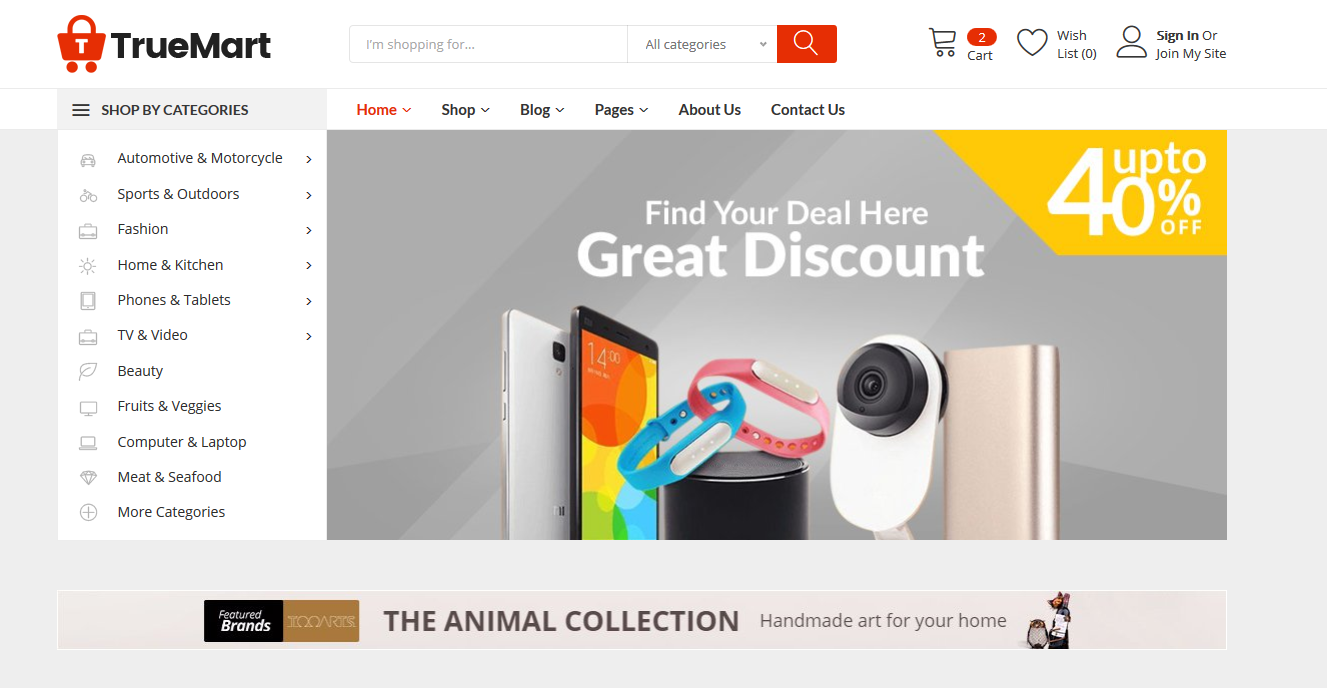 T TrueMart
I'm shopping for...
All categories
2
Cart
Wish
List (0)
Sign In Or
Join My Site
SHOP BY CATEGORIES
Home
Shop
Blog
Pages
About Us
Contact Us
Automotive & Motorcycle
Sports & Outdoors
Fashion
Home & Kitchen
Phones & Tablets
TV & Video
Beauty
Fruits & Veggies
Computer & Laptop
Meat & Seafood
More Categories
upto
40%
OFF
Find Your Deal Here
Great Discount
14:00
mi
Featured
Brands
TOOARTS
THE ANIMAL COLLECTION
Handmade art for your home